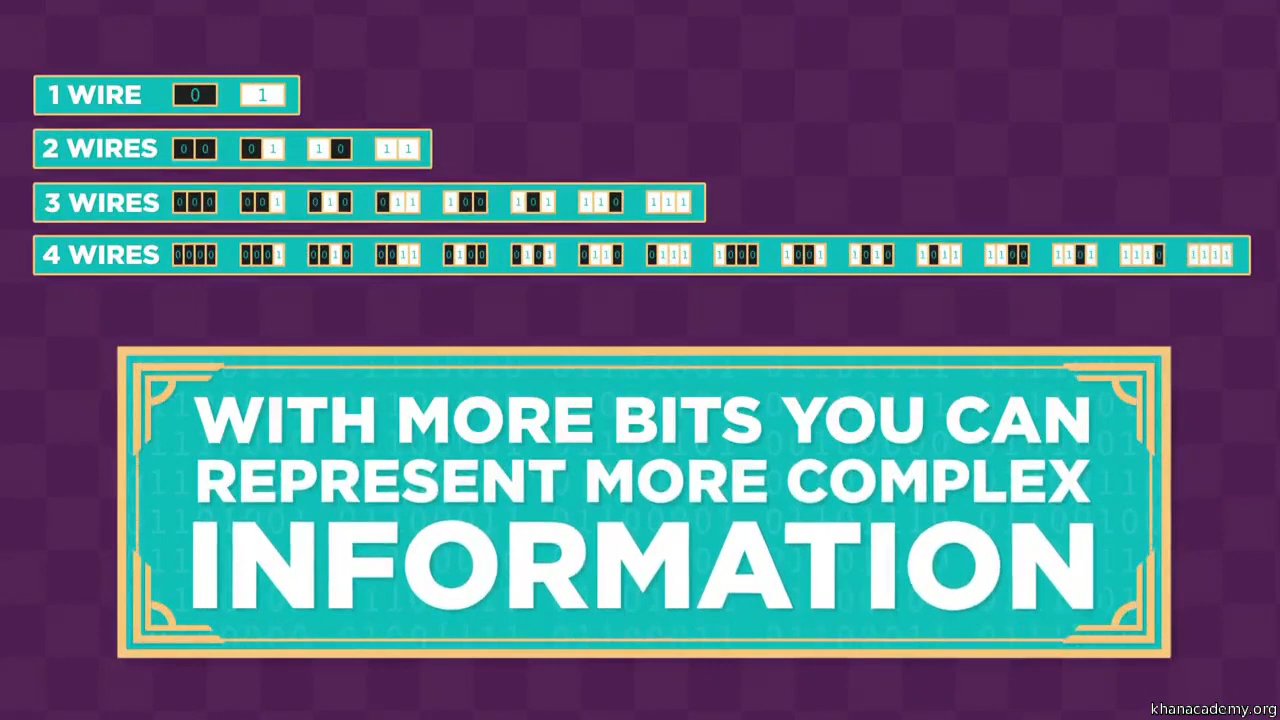 1 WIRE 0 1
2 WIRES 00 01 10 11
3 WIRES 000 001 010 011 100 101 110 111
4 WIRES 0000 0001 0010 0011 0100 0101 0110 0111 1000 1001 1010 1011 1100 1101 1110 1111
WITH MORE BITS YOU CAN
REPRESENT MORE COMPLEX
INFORMATION
khanacademy.org